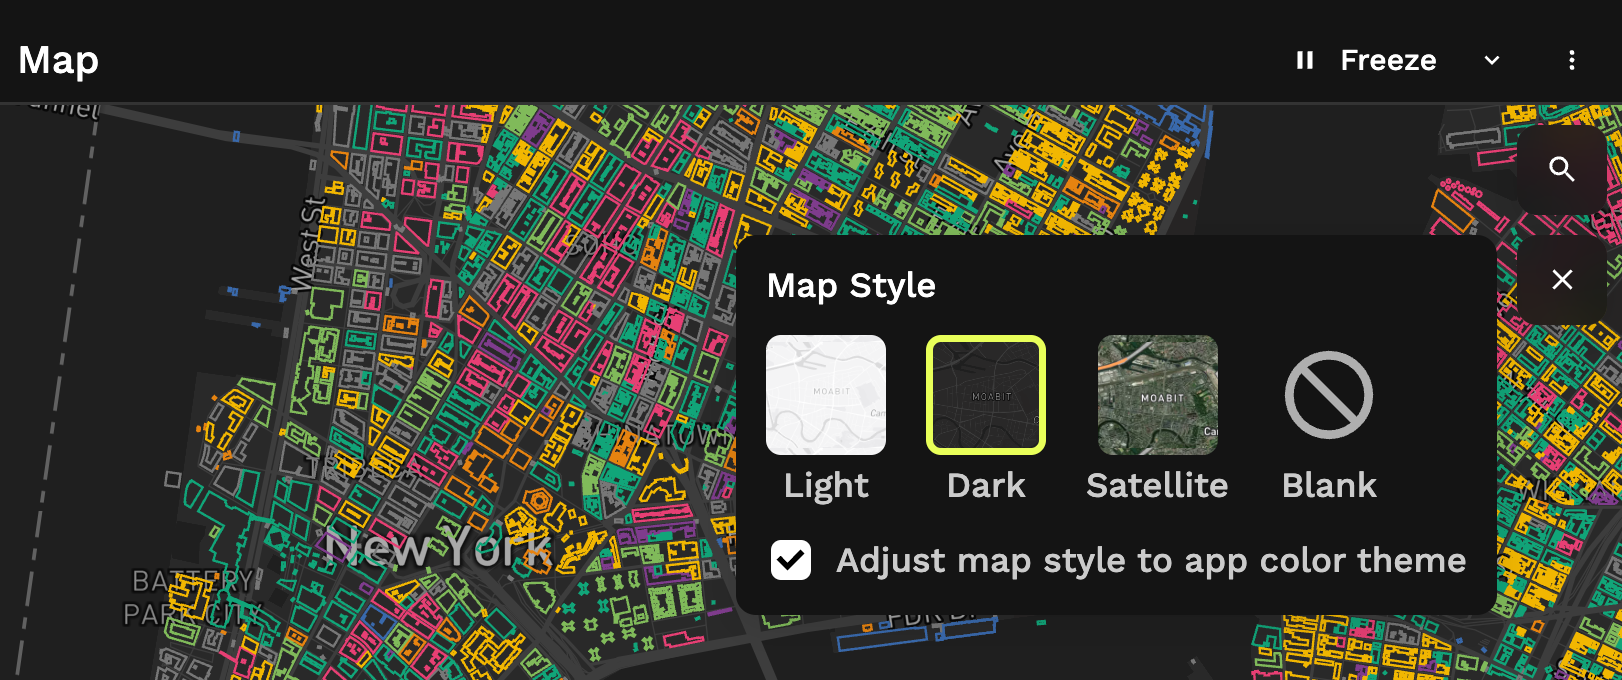 Map
Freeze
West St
Map Style
MOABIT
MOABIT
MOABIT
Light
Dark
Satellite
Blank
New York
Adjust map style to app color theme
BATTERY
PARK CITY
FDR Dr